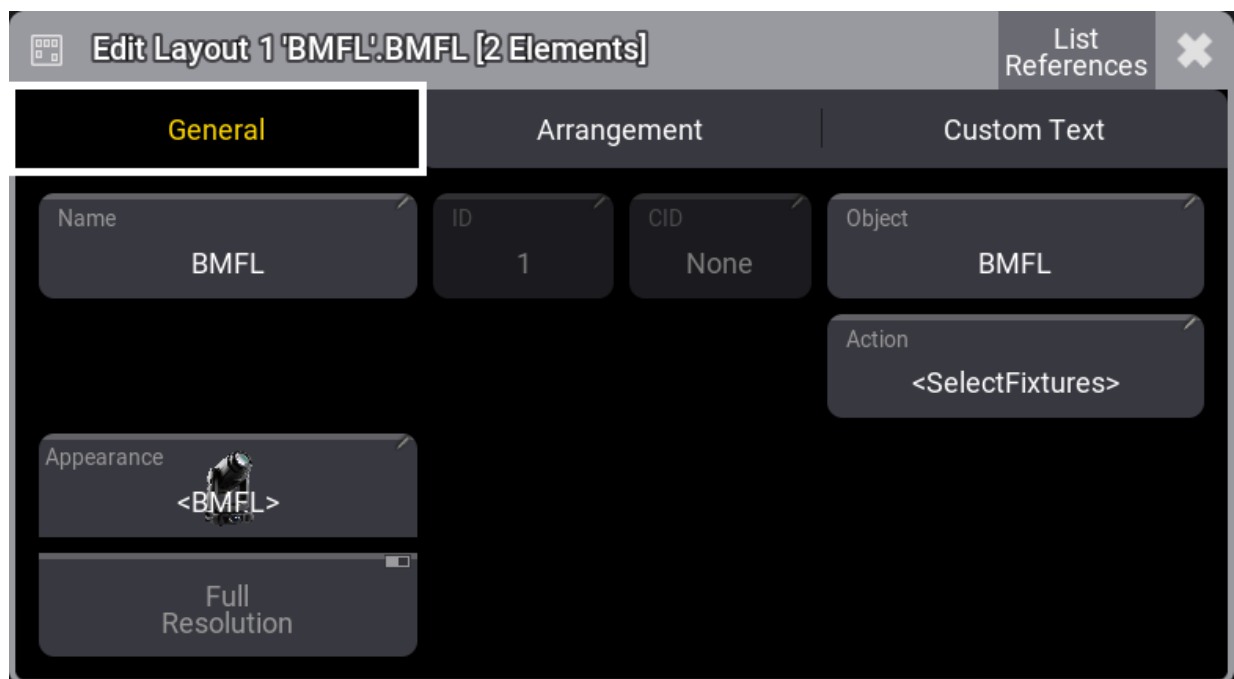 Edit Layout 1 'BMFL'.BMFL [2 Elements]
List
References
General
Arrangement
Custom Text
Name
BMFL
ID
1
CID
None
Object
BMFL
Action
<SelectFixtures>
Appearance
<BMFL>
Full
Resolution